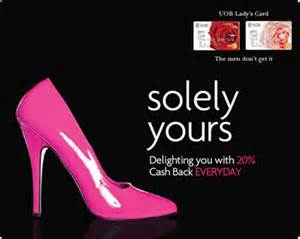 UOB Lady's Card
The men don't get it
solely
yours
Delighting you with 20%
Cash Back EVERYDAY